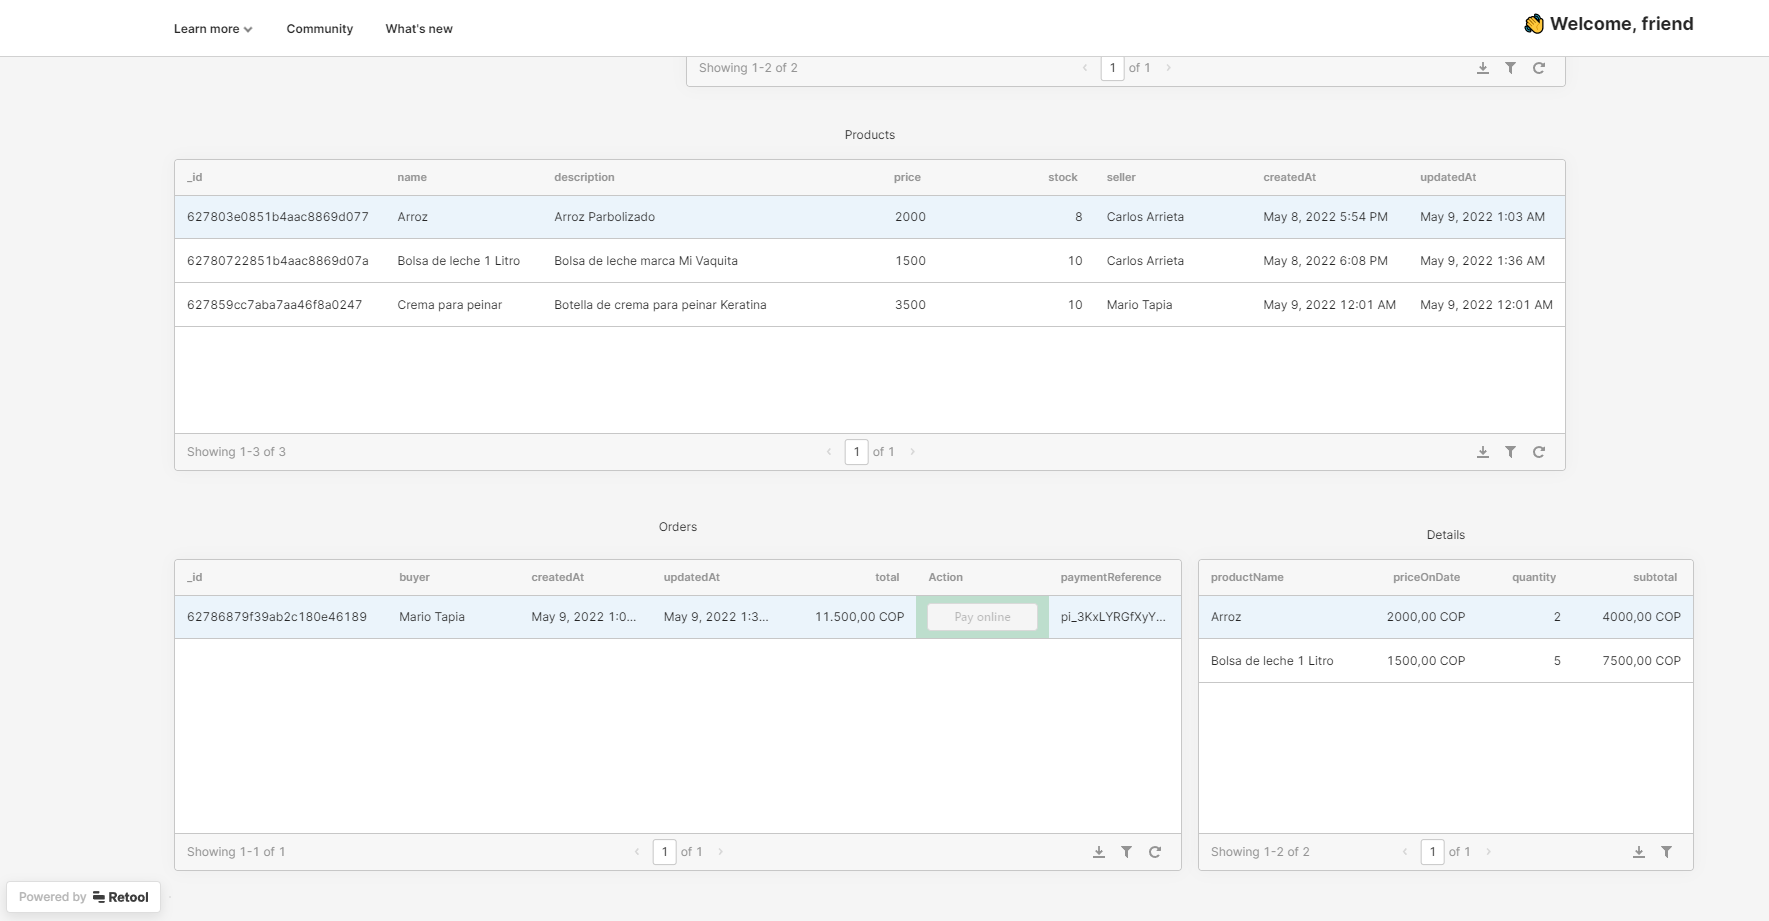 Learn more Community What's new 👋 Welcome, friend
Showing 1-2 of 2 ‹ 1 of 1 ›
Products
_id name description price stock seller createdAt updatedAt
627803e0851b4aac8869d077 Arroz Arroz Parbolizado 2000 8 Carlos Arrieta May 8, 2022 5:54 PM May 9, 2022 1:03 AM
62780722851b4aac8869d07a Bolsa de leche 1 Litro Bolsa de leche marca Mi Vaquita 1500 10 Carlos Arrieta May 8, 2022 6:08 PM May 9, 2022 1:36 AM
627859cc7aba7aa46f8a0247 Crema para peinar Botella de crema para peinar Keratina 3500 10 Mario Tapia May 9, 2022 12:01 AM May 9, 2022 12:01 AM
Showing 1-3 of 3 ‹ 1 of 1 ›
Orders
_id buyer createdAt updatedAt total Action paymentReference
62786879f39ab2c180e46189 Mario Tapia May 9, 2022 1:0... May 9, 2022 1:3... 11.500,00 COP Pay online pi_3KxLYRGfXyY...
Showing 1-1 of 1 ‹ 1 of 1 ›
Details
productName priceOnDate quantity subtotal
Arroz 2000,00 COP 2 4000,00 COP
Bolsa de leche 1 Litro 1500,00 COP 5 7500,00 COP
Showing 1-2 of 2 ‹ 1 of 1 ›
Powered by Retool